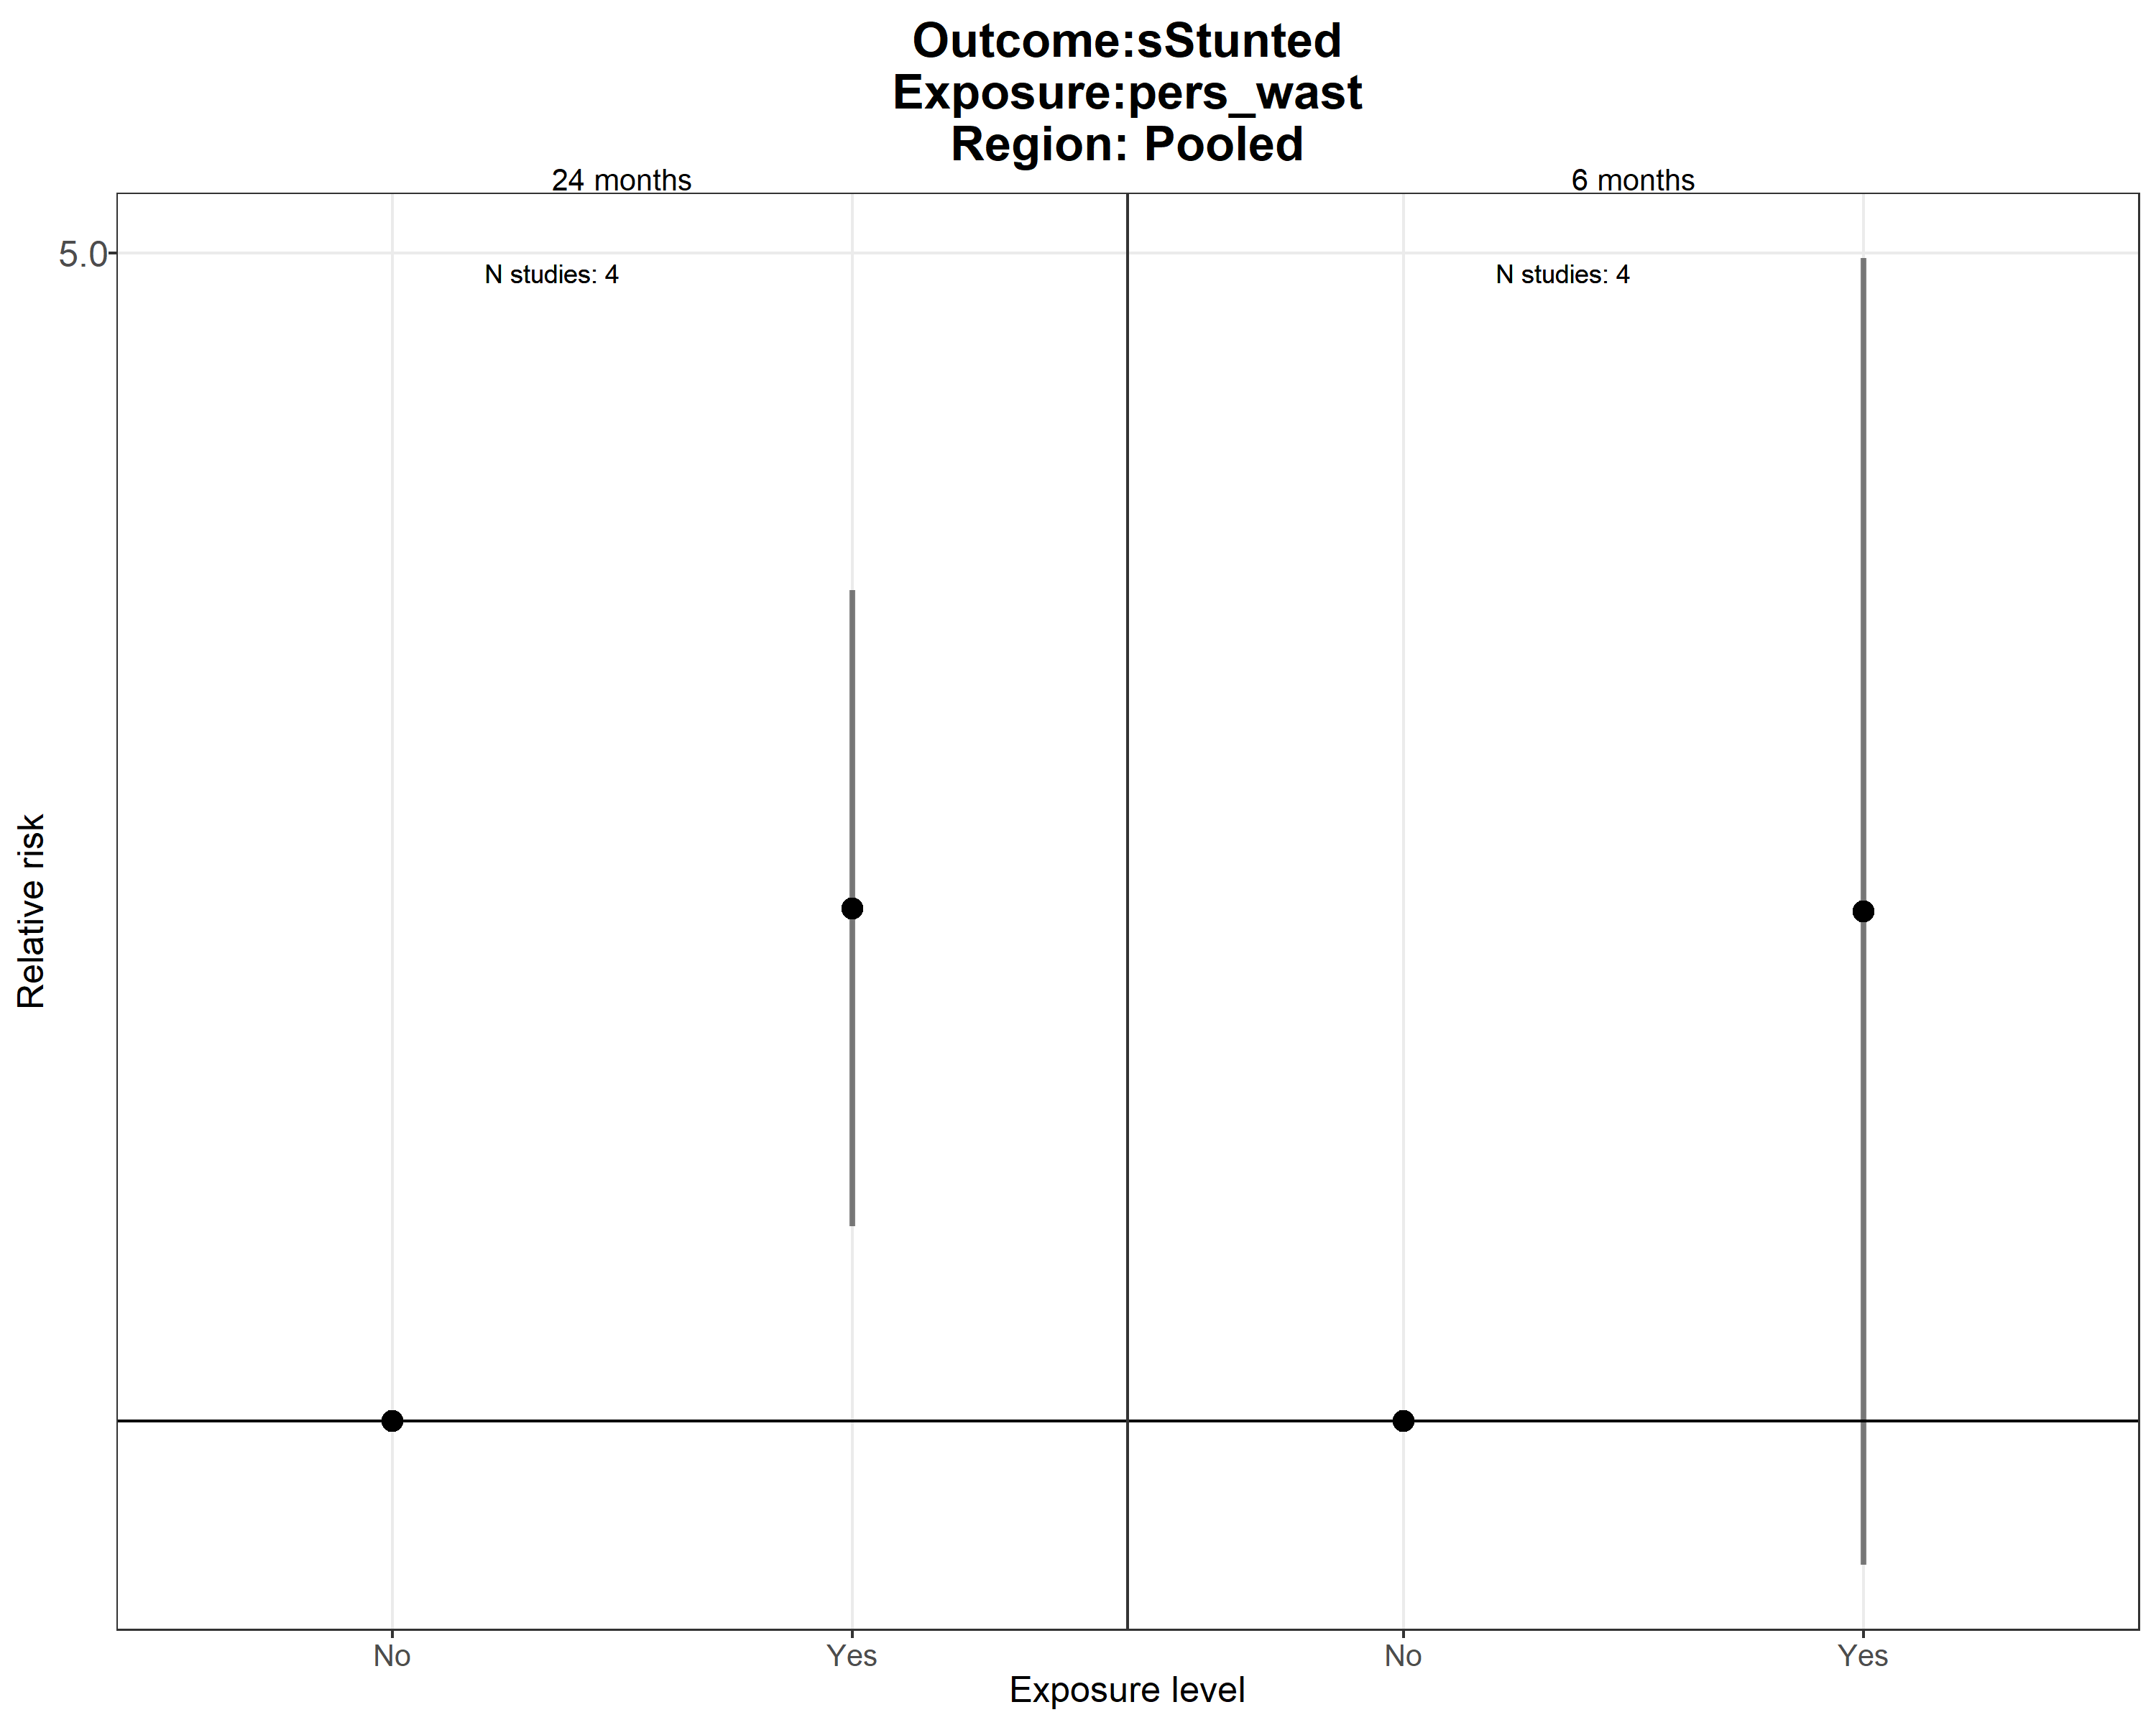 Outcome:sStunted
Exposure:pers_wast
Region: Pooled
24 months
6 months
5.0
N studies: 4
N studies: 4
Relative risk
No
Yes
No
Yes
Exposure level